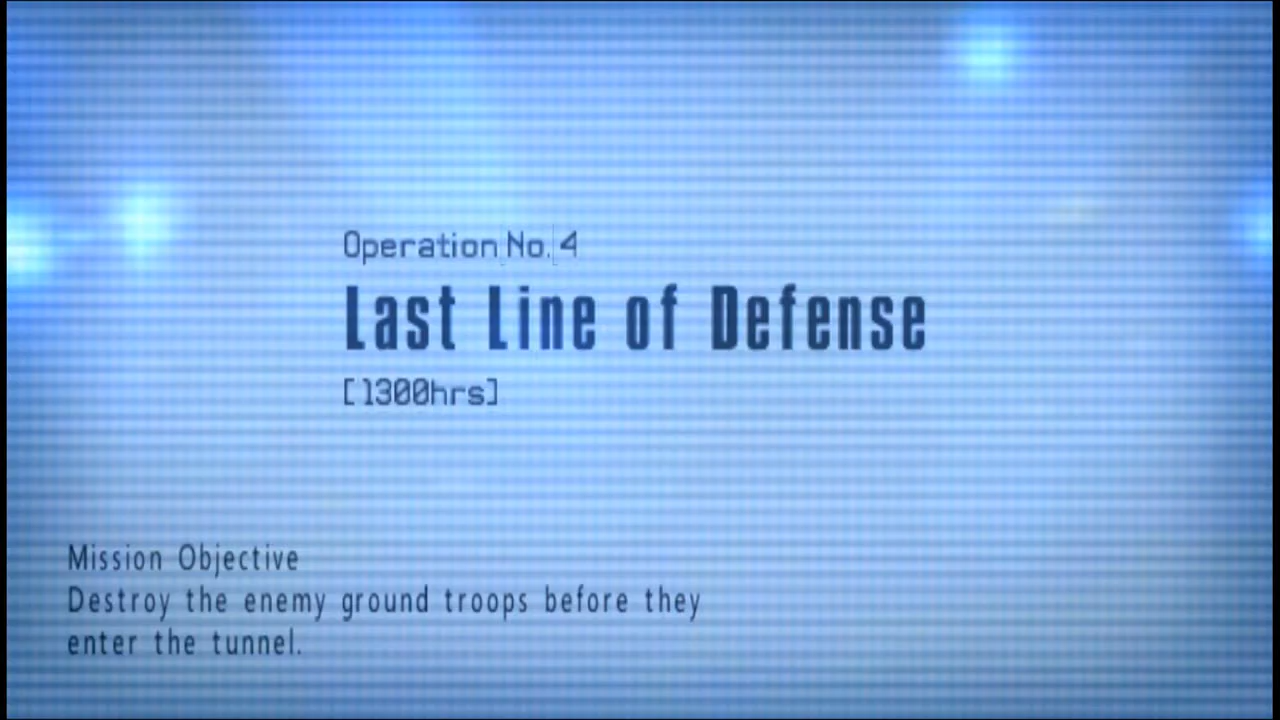 Operation No. 4
Last Line of Defense
[1300hrs]
Mission Objective
Destroy the enemy ground troops before they
enter the tunnel.